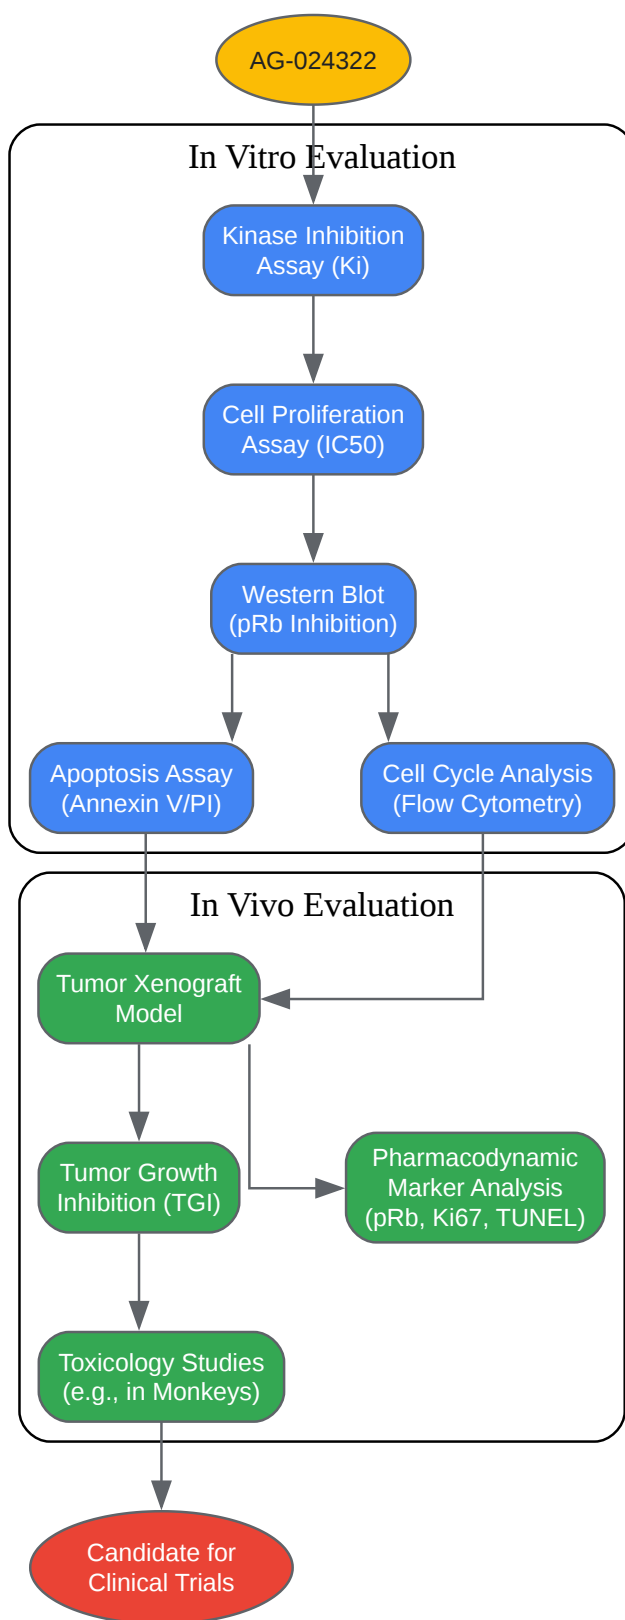 AG-024322
In Vitro Evaluation
Kinase Inhibition
Assay (Ki)
Cell Proliferation
Assay (IC50)
Western Blot
(pRb Inhibition)
Apoptosis Assay
(Annexin V/PI)
Cell Cycle Analysis
(Flow Cytometry)
In Vivo Evaluation
Tumor Xenograft
Model
Tumor Growth
Inhibition (TGI)
Pharmacodynamic
Marker Analysis
(pRb, Ki67, TUNEL)
Toxicology Studies
(e.g., in Monkeys)
Candidate for
Clinical Trials